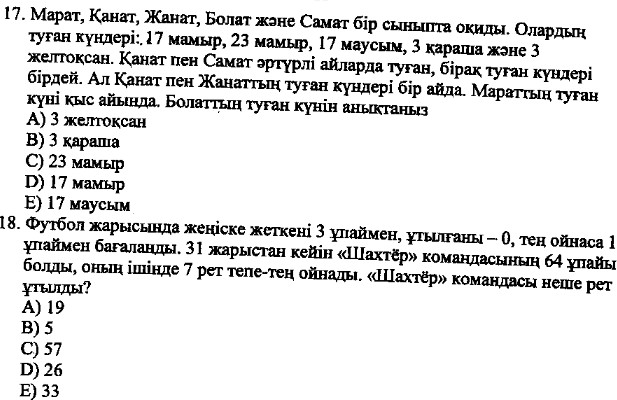 17. Марат, Қанат, Жанат, Болат және Самат бір сыныпта оқиды. Олардың
туған күндері: 17 мамыр, 23 мамыр, 17 маусым, 3 қараша және 3
желтоқсан. Қанат пен Самат әртүрлі айларда туған, бірақ туған күндері
бірдей. Ал Қанат пен Жанаттың туған күндері бір айда. Мараттың туған
күні қыс айында. Болаттың туған күнін анықтаңыз
A) 3 желтоқсан
B) 3 қараша
C) 23 мамыр
D) 17 мамыр
E) 17 маусым
18. Футбол жарысында жеңіске жеткені 3 ұпаймен, ұтылғаны – 0, тең ойнаса 1
ұпаймен бағаланды. 31 жарыстан кейін «Шахтёр» командасының 64 ұпайы
болды, оның ішінде 7 рет тепе-тең ойнады. «Шахтёр» командасы неше рет
ұтылды?
A) 19
B) 5
C) 57
D) 26
E) 33